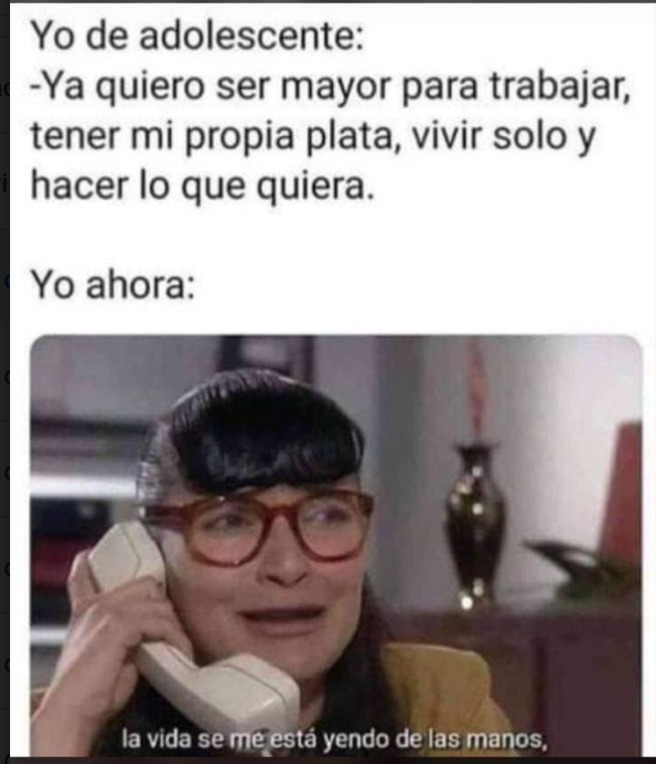 Yo de adolescente:
-Ya quiero ser mayor para trabajar,
tener mi propia plata, vivir solo y
hacer lo que quiera.
Yo ahora:
la vida se me está yendo de las manos,